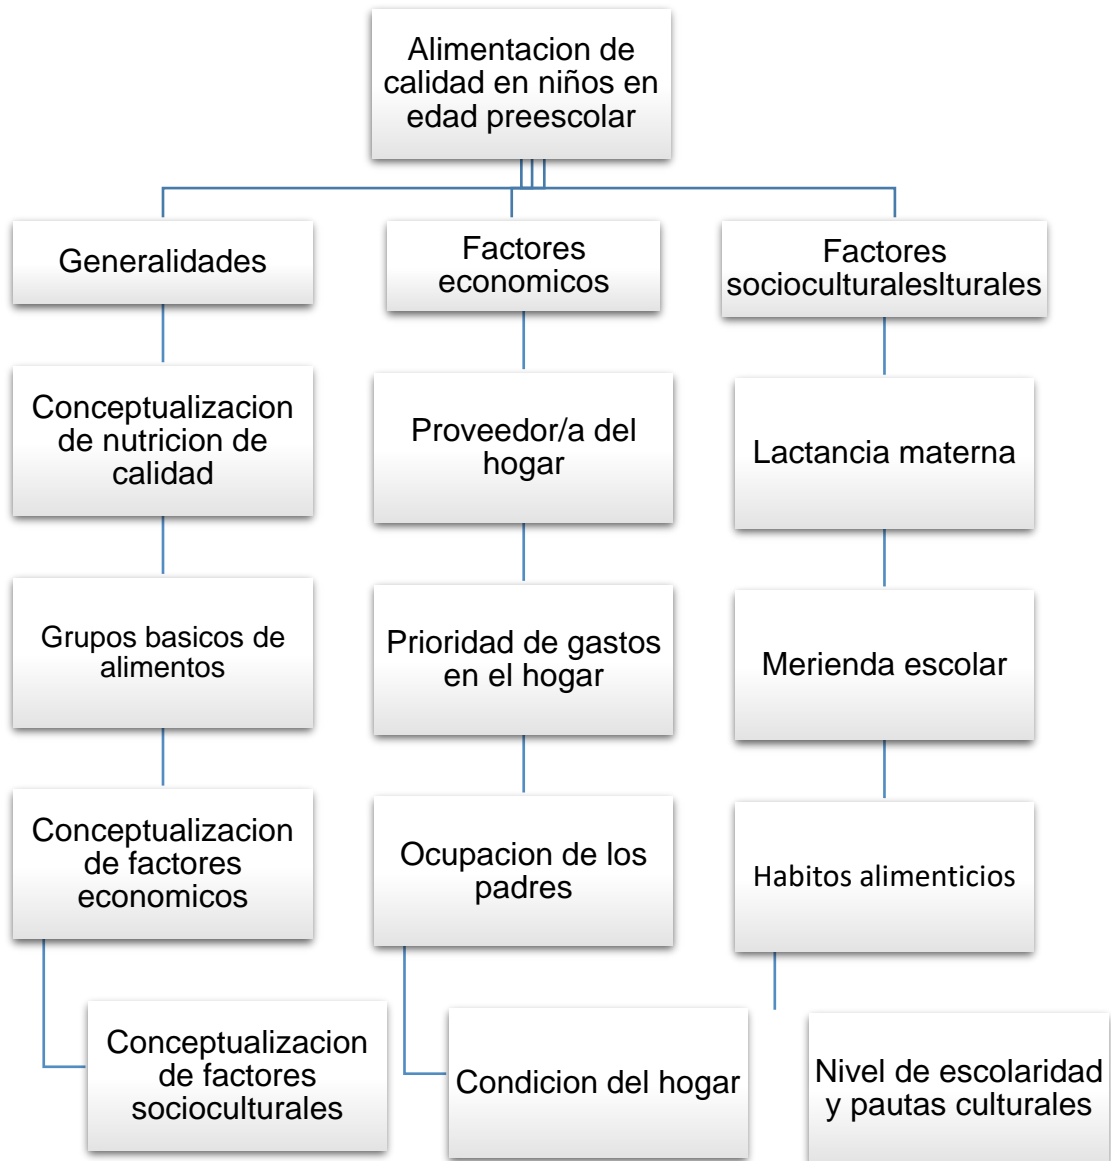 Alimentacion de
calidad en niños en
edad preescolar
Generalidades
Factores
economicos
Factores
socioculturaleslturales
Conceptualizacion
de nutricion de
calidad
Proveedor/a del
hogar
Lactancia materna
Grupos basicos de
alimentos
Prioridad de gastos
en el hogar
Merienda escolar
Conceptualizacion
de factores
economicos
Ocupacion de los
padres
Habitos alimenticios
Conceptualizacion
de factores
socioculturales
Condicion del hogar
Nivel de escolaridad
y pautas culturales